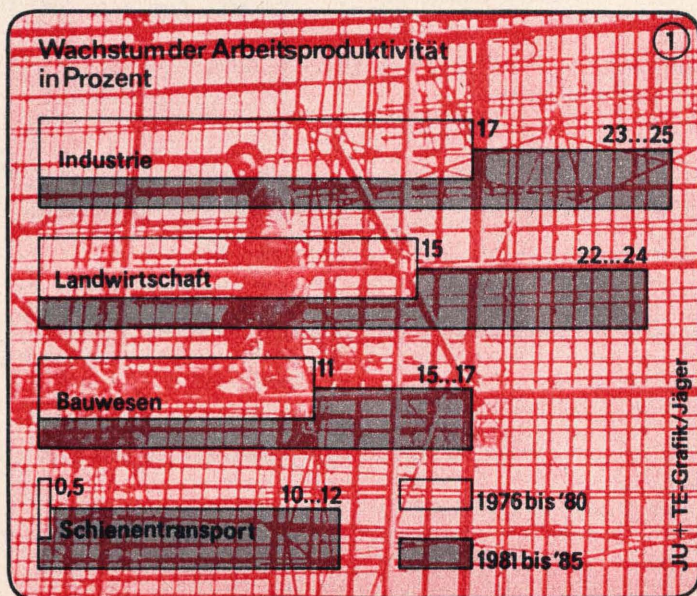 Wachstum der Arbeitsproduktivität
in Prozent
1
17
23...25
Industrie
15
22...24
Landwirtschaft
11
15...17
Bauwesen
0,5
10...12
Schienentransport
1976 bis '80
1981 bis '85
JU + TE-Grafik/Jäger